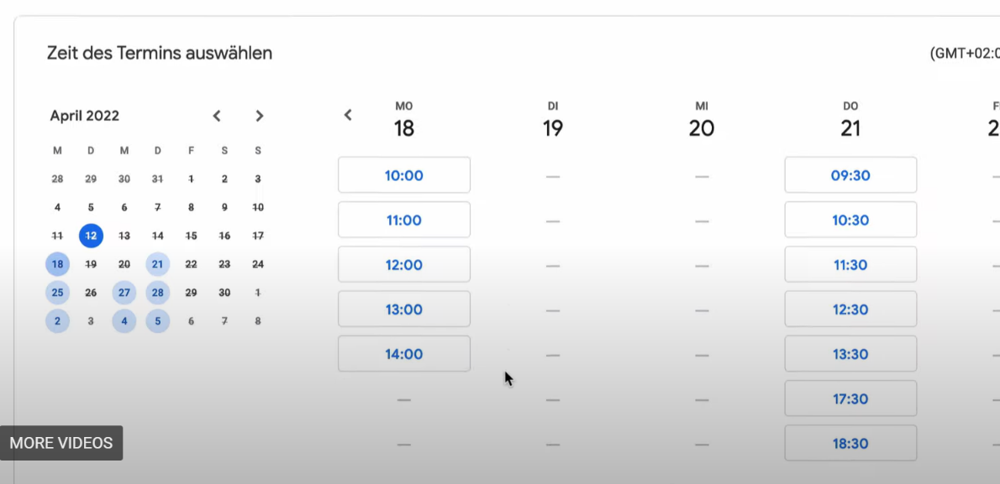 Zeit des Termins auswählen
April 2022
M D M D F S S
28 29 30 31 1 2 3
4 5 6 7 8 9 10
11 12 13 14 15 16 17
18 19 20 21 22 23 24
25 26 27 28 29 30 1
2 3 4 5 6 7 8
MO DI MI DO
18 19 20 21
10:00 — — 09:30 —
11:00 — — 10:30 —
12:00 — — 11:30 —
13:00 — — 12:30 —
14:00 — — 13:30 —
— — — 17:30 —
— — — 18:30 —
MORE VIDEOS